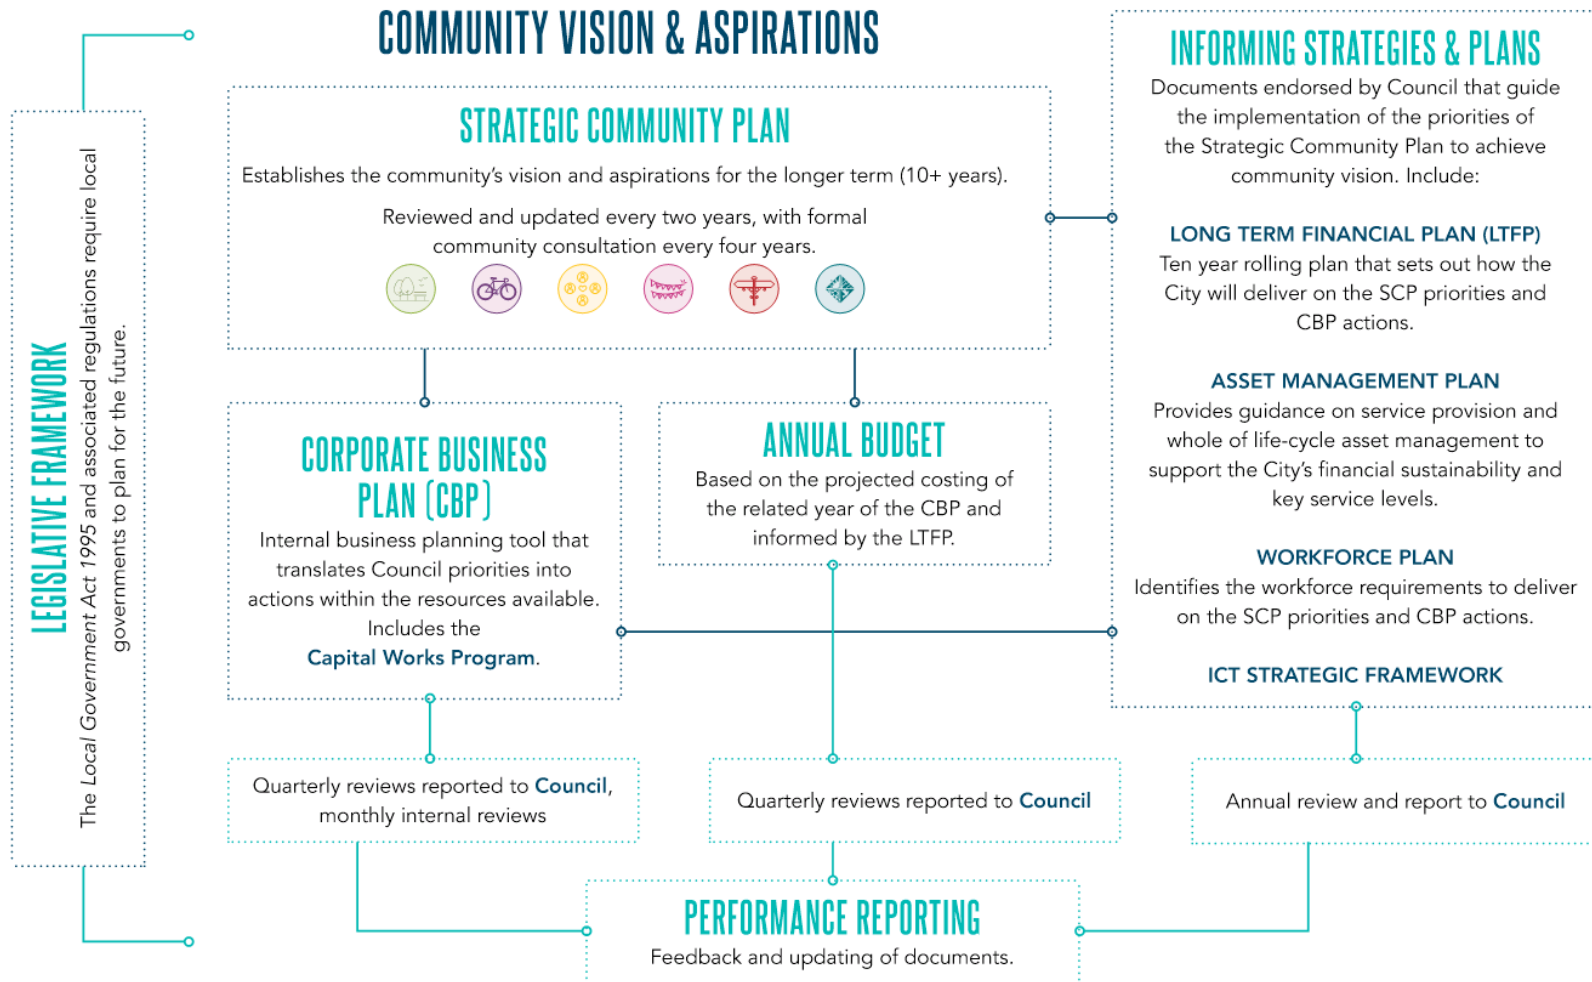 COMMUNITY VISION & ASPIRATIONS
LEGISLATIVE FRAMEWORK
The Local Government Act 1995 and associated regulations require local
governments to plan for the future.
STRATEGIC COMMUNITY PLAN
Establishes the community’s vision and aspirations for the longer term (10+ years).
Reviewed and updated every two years, with formal
community consultation every four years.
CORPORATE BUSINESS
PLAN (CBP)
Internal business planning tool that
translates Council priorities into
actions within the resources available.
Includes the
Capital Works Program.
ANNUAL BUDGET
Based on the projected costing of
the related year of the CBP and
informed by the LTFP.
INFORMING STRATEGIES & PLANS
Documents endorsed by Council that guide
the implementation of the priorities of
the Strategic Community Plan to achieve
community vision. Include:
LONG TERM FINANCIAL PLAN (LTFP)
Ten year rolling plan that sets out how the
City will deliver on the SCP priorities and
CBP actions.
ASSET MANAGEMENT PLAN
Provides guidance on service provision and
whole of life-cycle asset management to
support the City’s financial sustainability and
key service levels.
WORKFORCE PLAN
Identifies the workforce requirements to deliver
on the SCP priorities and CBP actions.
ICT STRATEGIC FRAMEWORK
Quarterly reviews reported to Council,
monthly internal reviews
Quarterly reviews reported to Council
Annual review and report to Council
PERFORMANCE REPORTING
Feedback and updating of documents.